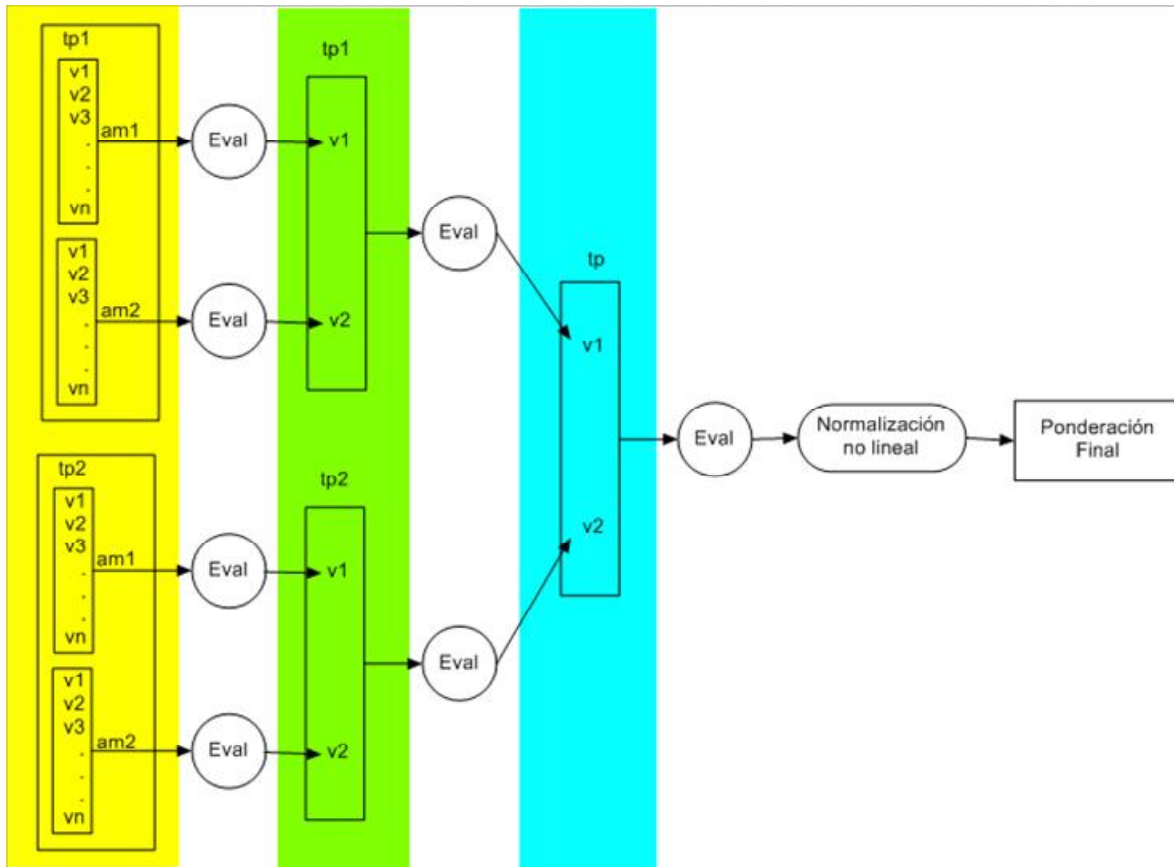 tp1
v1
v2
v3
.
.
.
vn
am1
v1
v2
v3
.
.
.
vn
am2
tp2
v1
v2
v3
.
.
.
vn
am1
v1
v2
v3
.
.
.
vn
am2
Eval
Eval
Eval
Eval
tp1
v1
v2
tp2
v1
v2
Eval
Eval
tp
v1
v2
Eval
Normalización
no lineal
Ponderación
Final